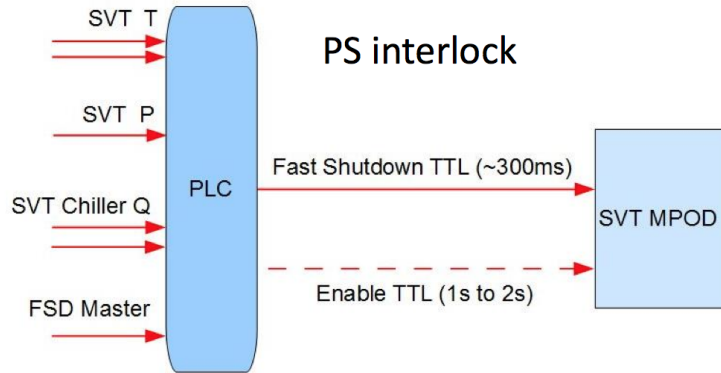 SVT T
PS interlock
SVT P
Fast Shutdown TTL (~300ms)
PLC
SVT MPOD
SVT Chiller Q
Enable TTL (1s to 2s)
FSD Master